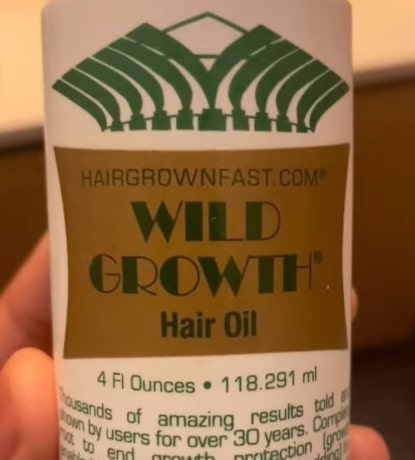 HAIRGROWNFAST.COM®
WILD
GROWTH®
Hair Oil
4 Fl Ounces • 118.291 ml
Thousands of amazing results told
shown by users for over 30 years.
root to end growth protection